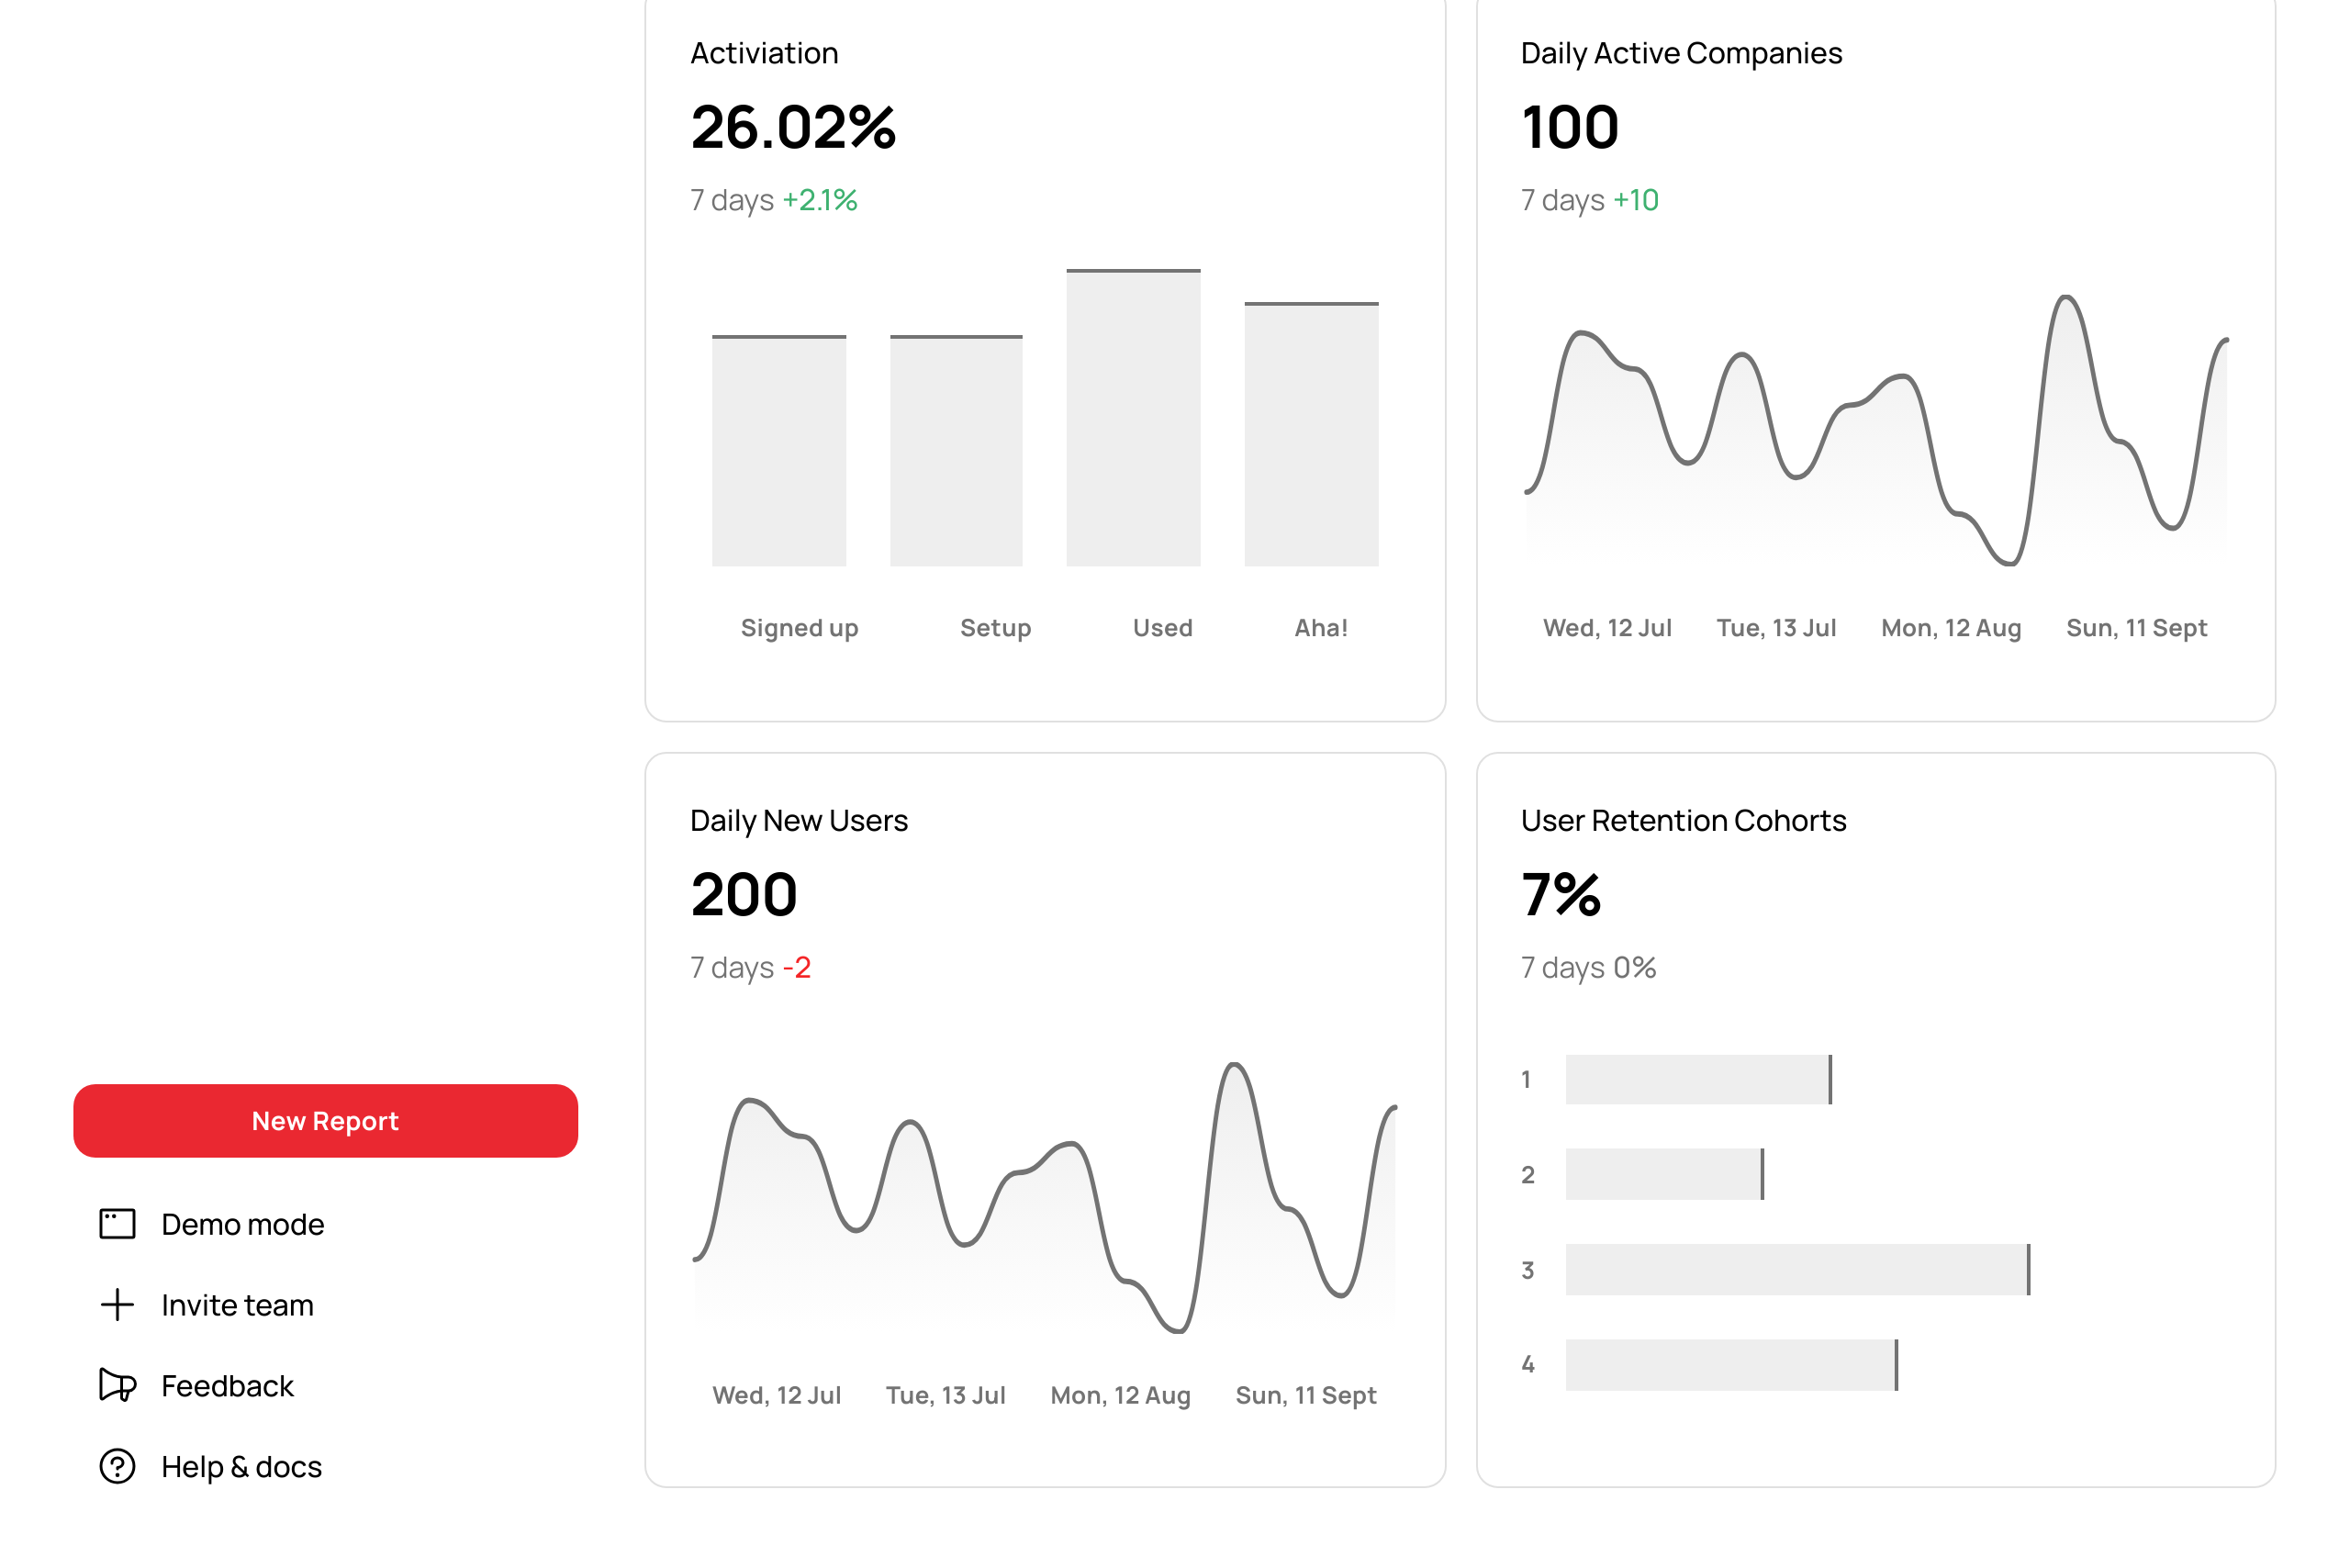 Activiation
26.02%
7 days +2.1%
Signed up Setup Used Aha!
Daily Active Companies
100
7 days +10
Wed, 12 Jul Tue, 13 Jul Mon, 12 Aug Sun, 11 Sept
Daily New Users
200
7 days -2
Wed, 12 Jul Tue, 13 Jul Mon, 12 Aug Sun, 11 Sept
User Retention Cohorts
7%
7 days 0%
1
2
3
4
New Report
Demo mode
Invite team
Feedback
Help & docs